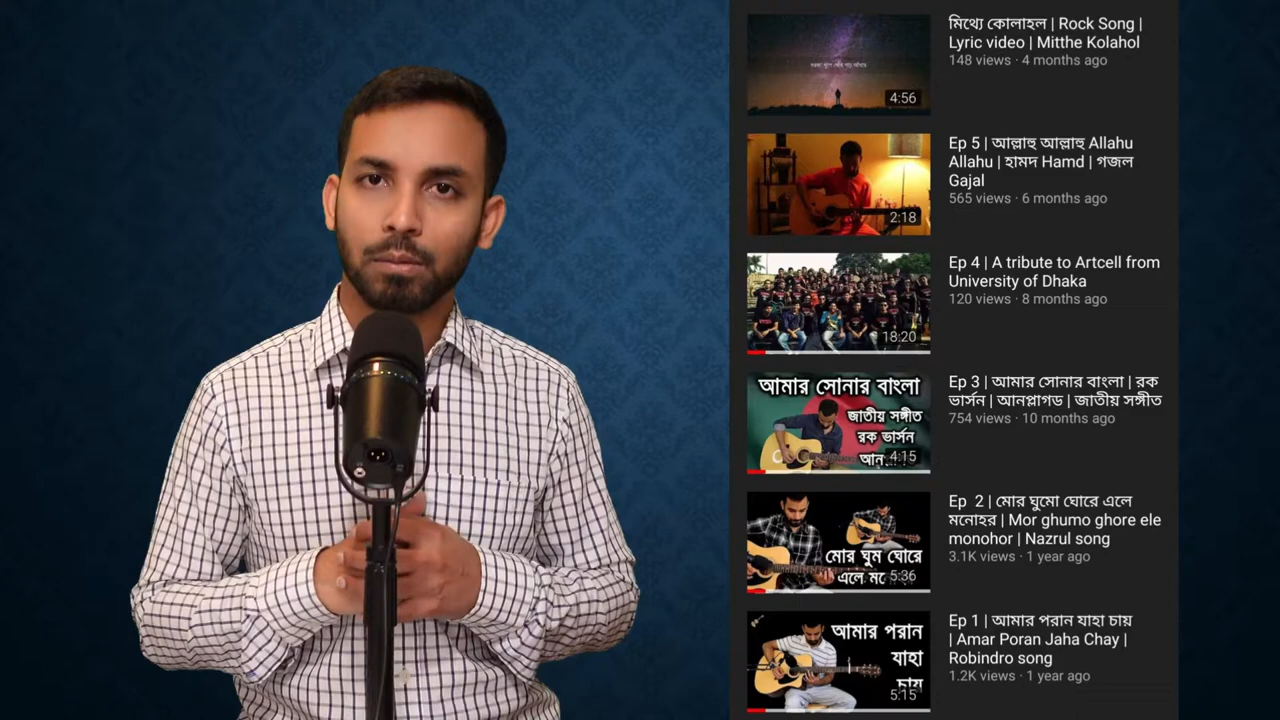 মিথ্যে কোলাহল | Rock Song |
Lyric video | Mitthe Kolahol
148 views · 4 months ago
4:56
Ep 5 | আল্লাহু আল্লাহু Allahu
Allahu | হামদ Hamd | গজল
Gajal
565 views · 6 months ago
2:18
Ep 4 | A tribute to Artcell from
University of Dhaka
120 views · 8 months ago
18:20
আমার সোনার বাংলা
জাতীয় সঙ্গীত
রক ভার্সন
4:15
Ep 3 | আমার সোনার বাংলা | রক
ভার্সন | আনপ্লাগড | জাতীয় সঙ্গীত
754 views · 10 months ago
মোর ঘুম ঘোরে
এলে
5:36
Ep 2 | মোর ঘুমো ঘোরে এলে
মনোহর | Mor ghumo ghore ele
monohor | Nazrul song
3.1K views · 1 year ago
আমার পরান
যাহা
চায়
5:15
Ep 1 | আমার পরান যাহা চায়
| Amar Poran Jaha Chay |
Robindro song
1.2K views · 1 year ago